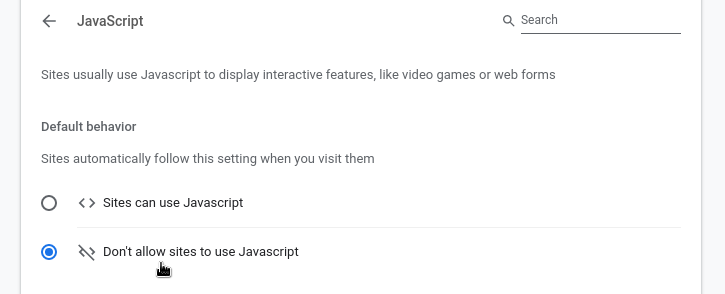 JavaScript
Search
Sites usually use Javascript to display interactive features, like video games or web forms
Default behavior
Sites automatically follow this setting when you visit them
Sites can use Javascript
Don't allow sites to use Javascript